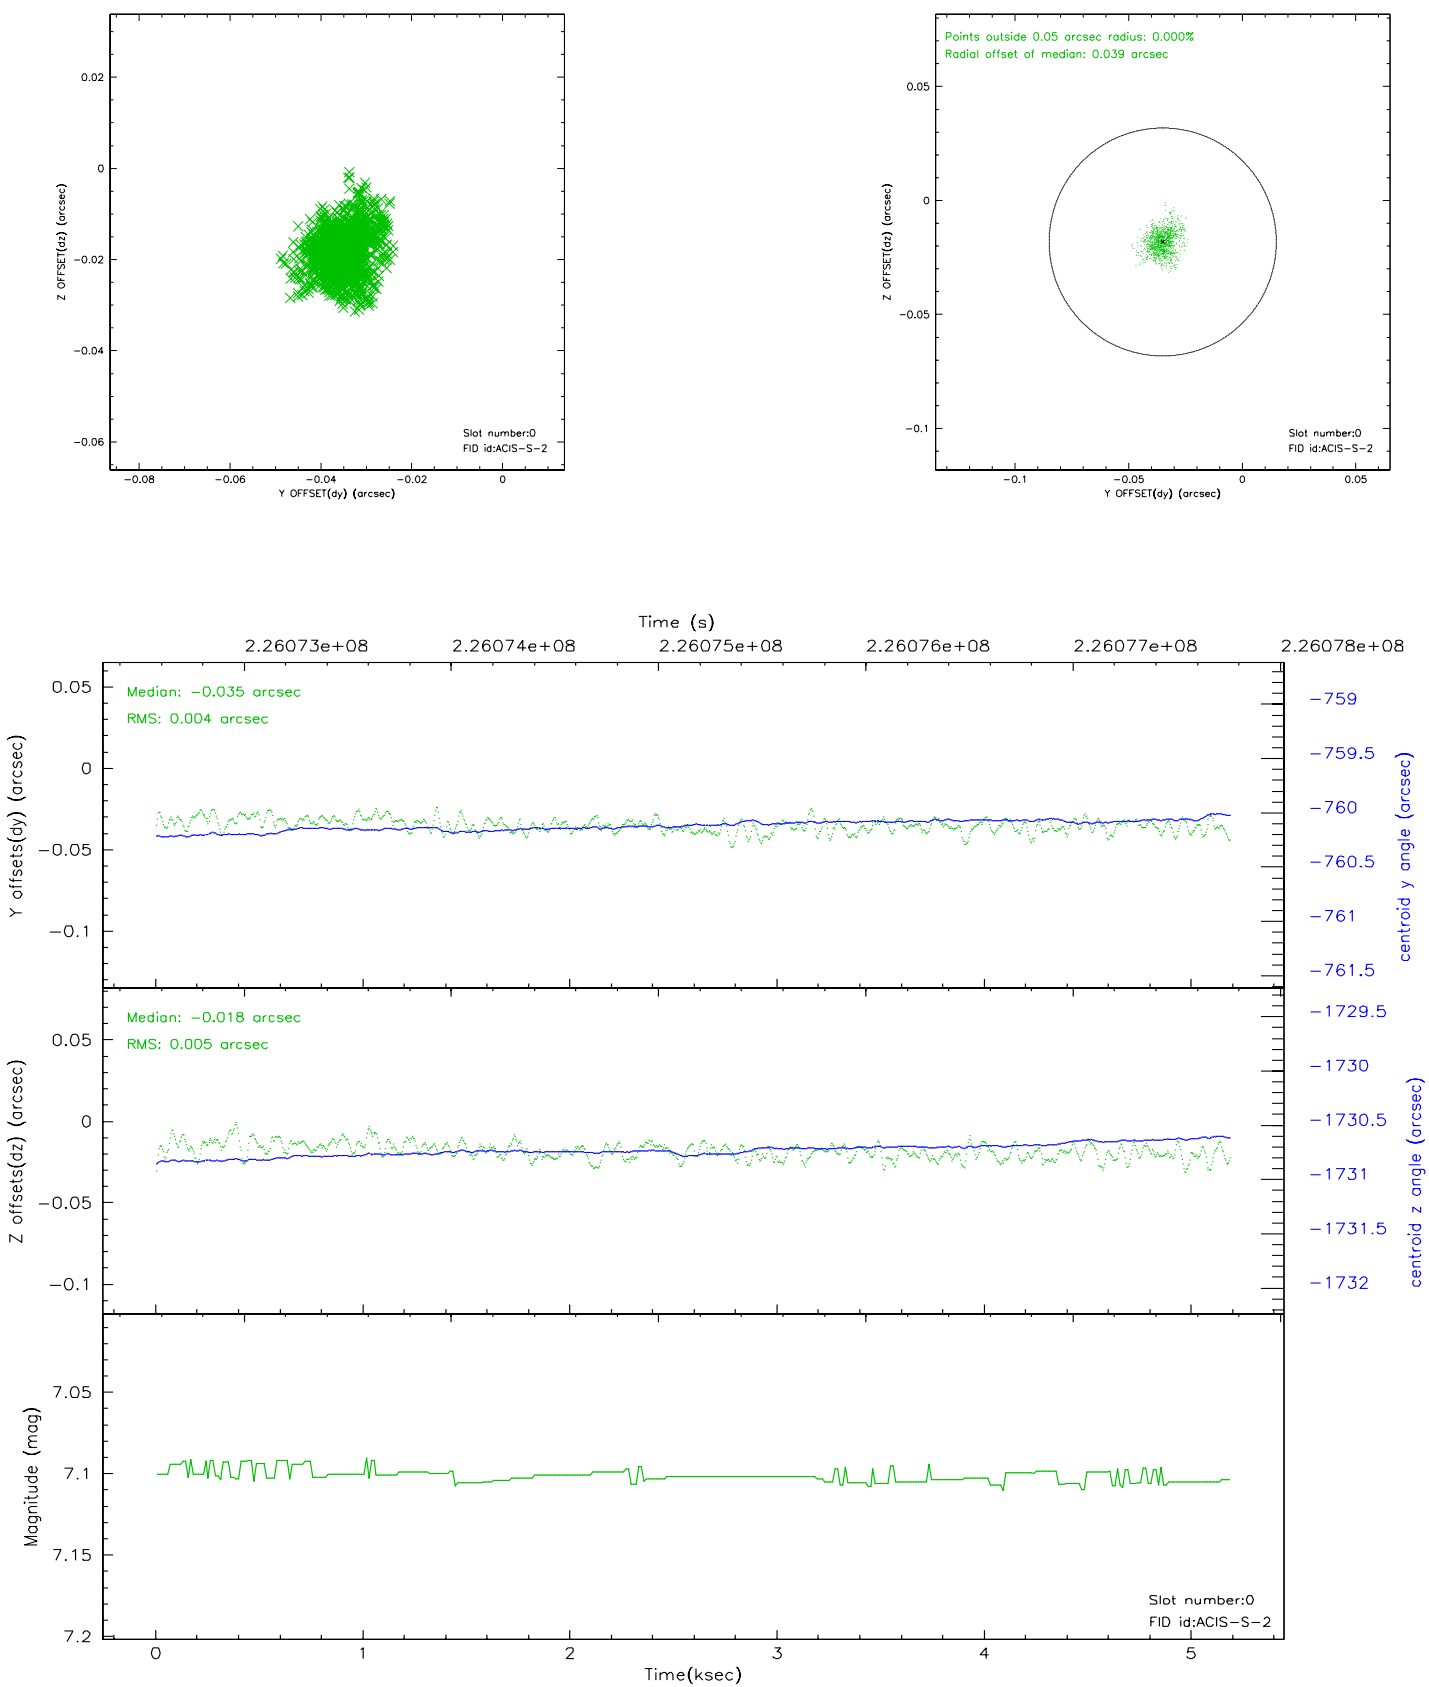 0.02
0
−0.02
−0.04
−0.06
Z OFFSET(dz) (arcsec)
Slot number:0
FID id:ACIS−S−2
−0.08
−0.06
−0.04
−0.02
0
Y OFFSET(dy) (arcsec)
Points outside 0.05 arcsec radius: 0.000%
Radial offset of median: 0.039 arcsec
0.05
0
−0.05
−0.1
Z OFFSET(dz) (arcsec)
Slot number:0
FID id:ACIS−S−2
−0.1
−0.05
0
0.05
Y OFFSET(dy) (arcsec)
Time (s)
2.26073e+08
2.26074e+08
2.26075e+08
2.26076e+08
2.26077e+08
2.26078e+08
Median: −0.035 arcsec
RMS: 0.004 arcsec
0.05
0
−0.05
−0.1
Y offsets(dy) (arcsec)
−759
−759.5
−760
−760.5
−761
−761.5
centroid y angle (arcsec)
Median: −0.018 arcsec
RMS: 0.005 arcsec
0.05
0
−0.05
−0.1
Z offsets(dz) (arcsec)
−1729.5
−1730
−1730.5
−1731
−1731.5
−1732
centroid z angle (arcsec)
7.05
7.1
7.15
7.2
Magnitude (mag)
Slot number:0
FID id:ACIS−S−2
0
1
2
3
4
5
Time(ksec)